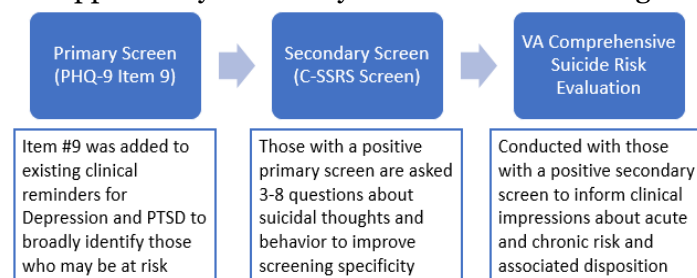 Primary Screen
(PHQ-9 Item 9)
Secondary Screen
(C-SSRS Screen)
VA Comprehensive
Suicide Risk
Evaluation
Item #9 was added to
existing clinical
reminders for
Depression and PTSD to
broadly identify those
who may be at risk
Those with a positive
primary screen are asked
3-8 questions about
suicidal thoughts and
behavior to improve
screening specificity
Conducted with those
with a positive secondary
screen to inform clinical
impressions about acute
and chronic risk and
associated disposition